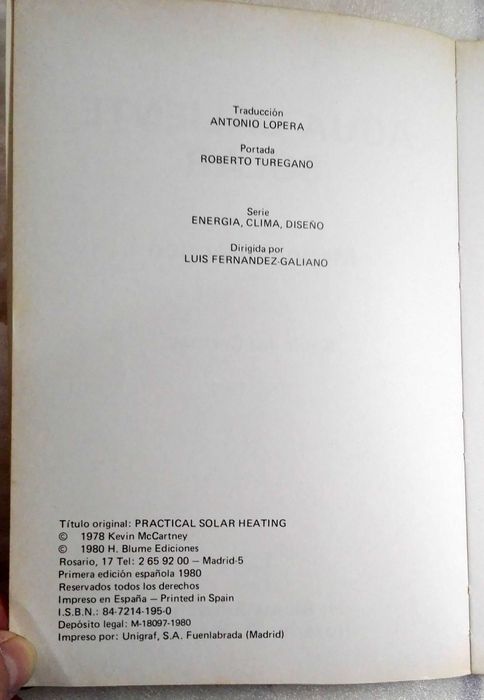 Traducción
ANTONIO LOPERA
Portada
ROBERTO TUREGANO
Serie
ENERGIA, CLIMA, DISEÑO
Dirigida por
LUIS FERNANDEZ-GALIANO
Título original: PRACTICAL SOLAR HEATING
© 1978 Kevin McCartney
© 1980 H. Blume Ediciones
Rosario, 17 Tel: 2 65 92 00 – Madrid-5
Primera edición española 1980
Reservados todos los derechos
Impreso en España – Printed in Spain
I.S.B.N.: 84-7214-195-0
Depósito legal: M-18097-1980
Impreso por: Unigraf, S.A. Fuenlabrada (Madrid)